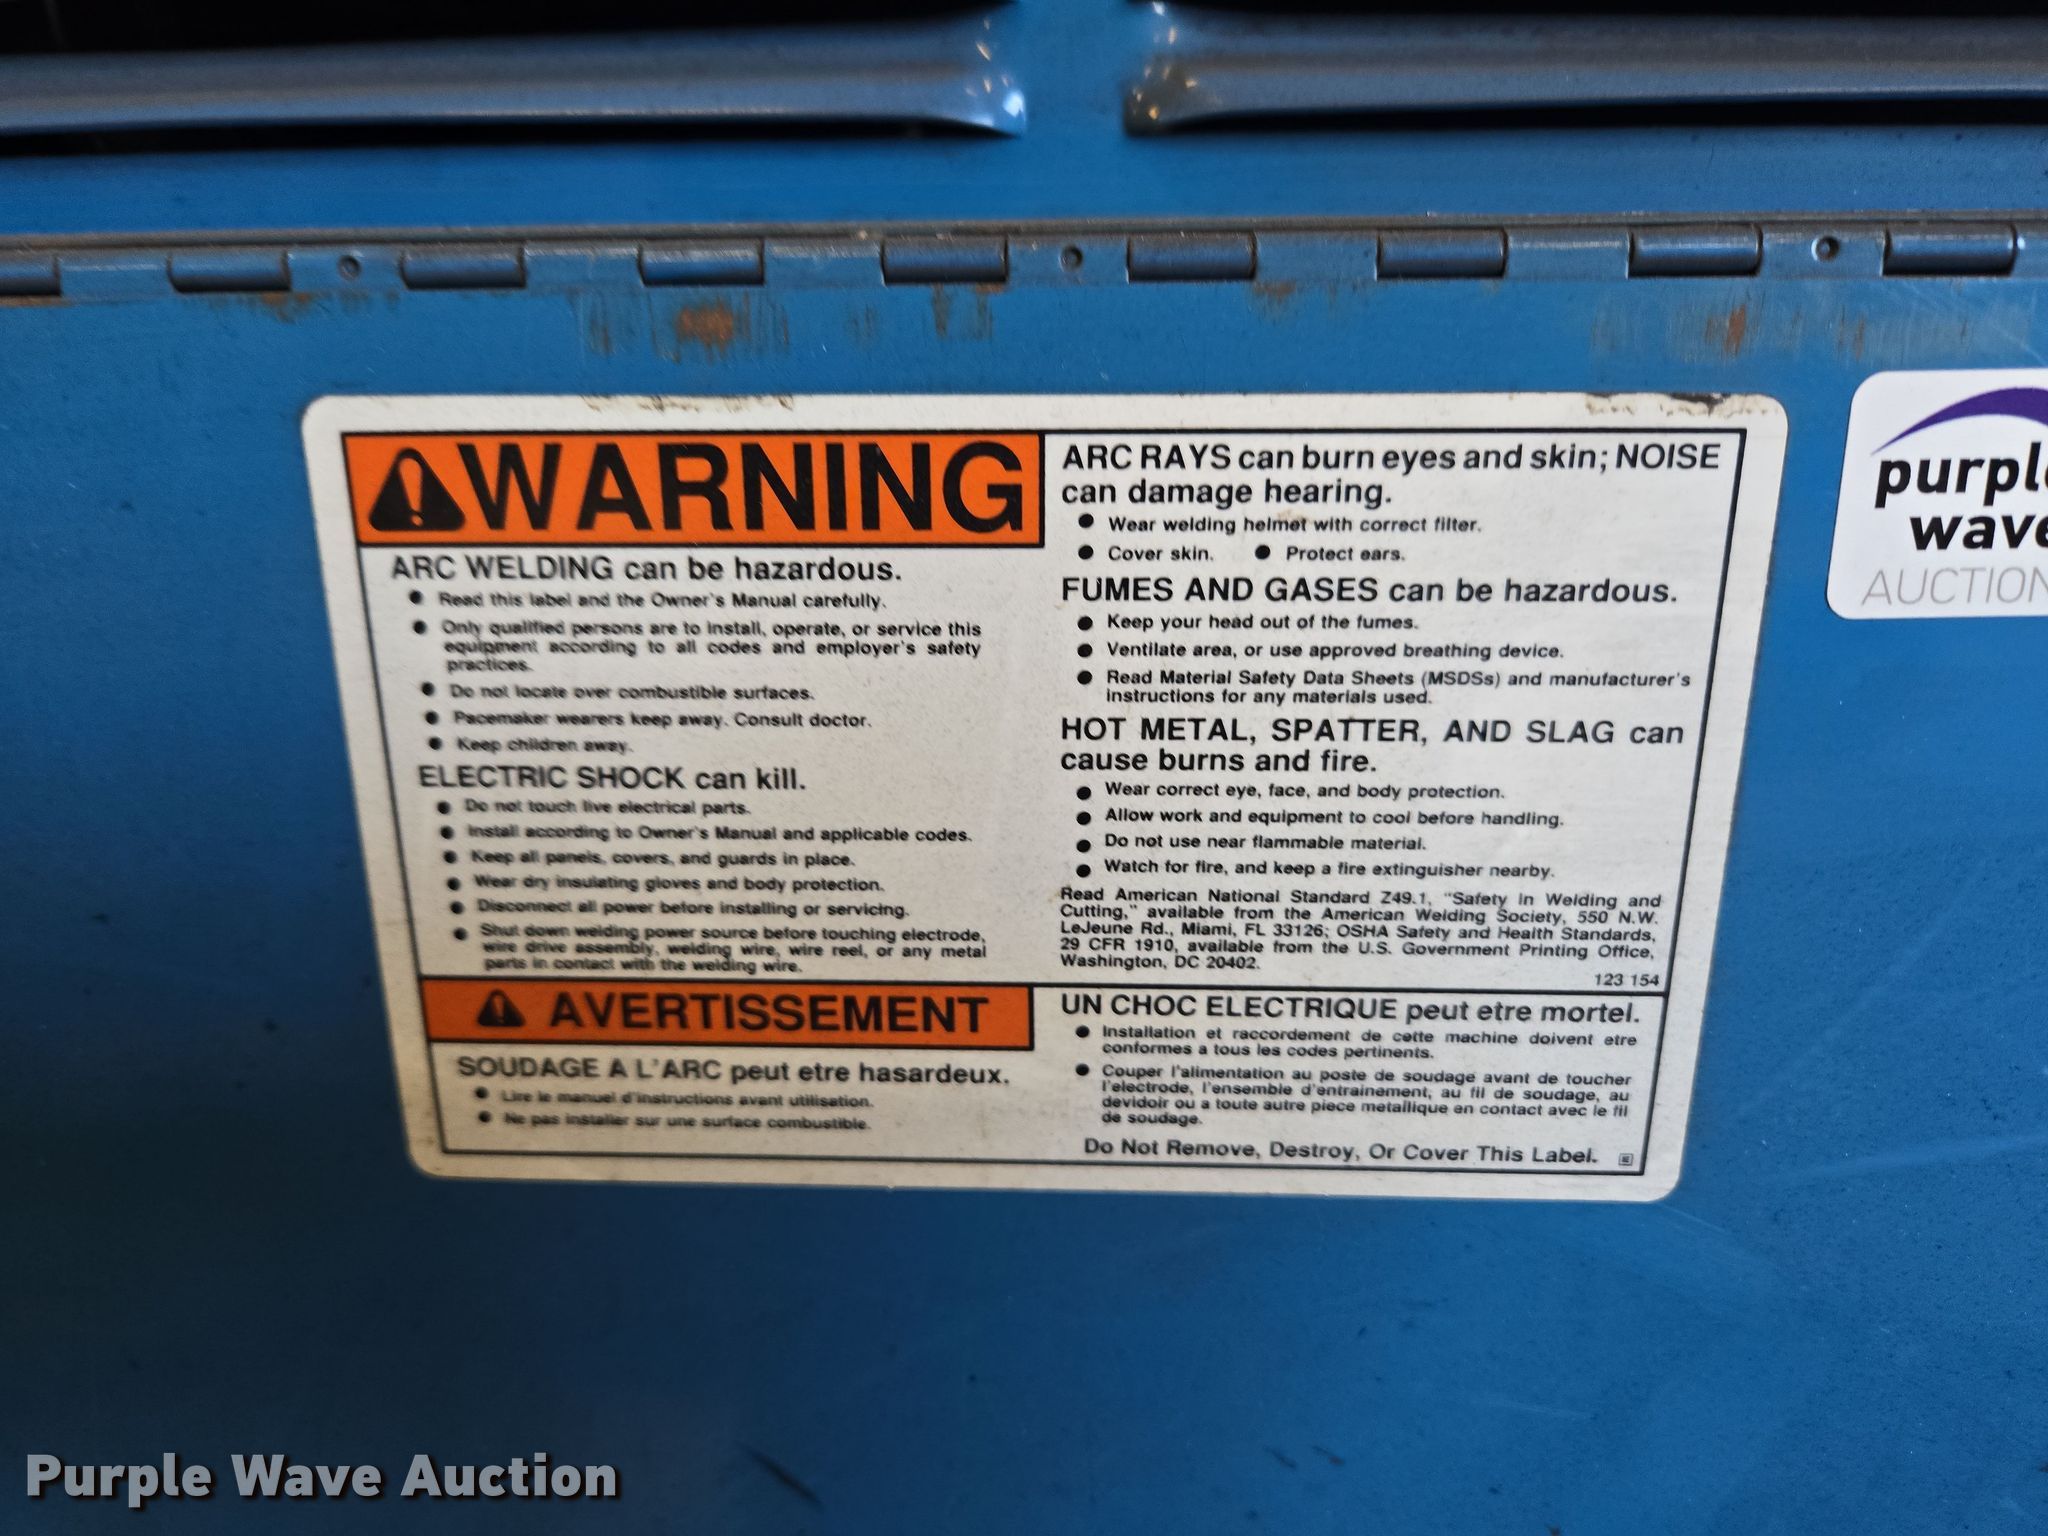 WARNING
ARC WELDING can be hazardous.
● Read this label and the Owner's Manual carefully.
● Only qualified persons are to install, operate, or service this
equipment according to all codes and employer's safety
practices.
● Do not locate over combustible surfaces.
● Pacemaker wearers keep away. Consult doctor.
● Keep children away.
ELECTRIC SHOCK can kill.
● Do not touch live electrical parts.
● Install according to Owner's Manual and applicable codes.
● Keep all panels, covers, and guards in place.
● Wear dry insulating gloves and body protection.
● Disconnect all power before installing or servicing.
● Shut down welding power source before touching electrode,
wire drive assembly, welding wire, wire reel, or any metal
parts in contact with the welding wire.
ARC RAYS can burn eyes and skin; NOISE
can damage hearing.
● Wear welding helmet with correct filter.
● Cover skin. ● Protect ears.
FUMES AND GASES can be hazardous.
● Keep your head out of the fumes.
● Ventilate area, or use approved breathing device.
● Read Material Safety Data Sheets (MSDSs) and manufacturer's
instructions for any materials used.
HOT METAL, SPATTER, AND SLAG can
cause burns and fire.
● Wear correct eye, face, and body protection.
● Allow work and equipment to cool before handling.
● Do not use near flammable material.
● Watch for fire, and keep a fire extinguisher nearby.
Read American National Standard Z49.1, "Safety In Welding and
Cutting," available from the American Welding Society, 550 N.W.
LeJeune Rd., Miami, FL 33126; OSHA Safety and Health Standards,
29 CFR 1910, available from the U.S. Government Printing Office,
Washington, DC 20402.
123 154
AVERTISSEMENT
SOUDAGE A L'ARC peut etre hasardeux.
● Lire le manuel d'instructions avant utilisation.
● Ne pas installer sur une surface combustible.
UN CHOC ELECTRIQUE peut etre mortel.
● Installation et raccordement de cette machine doivent etre
conformes a tous les codes pertinents.
● Couper l'alimentation au poste de soudage avant de toucher
l'electrode, l'ensemble d'entrainement, au fil de soudage, au
devidoir ou a toute autre piece metallique en contact avec le fil
de soudage.
Do Not Remove, Destroy, Or Cover This Label.
purple
wave
AUCTION
Purple Wave Auction